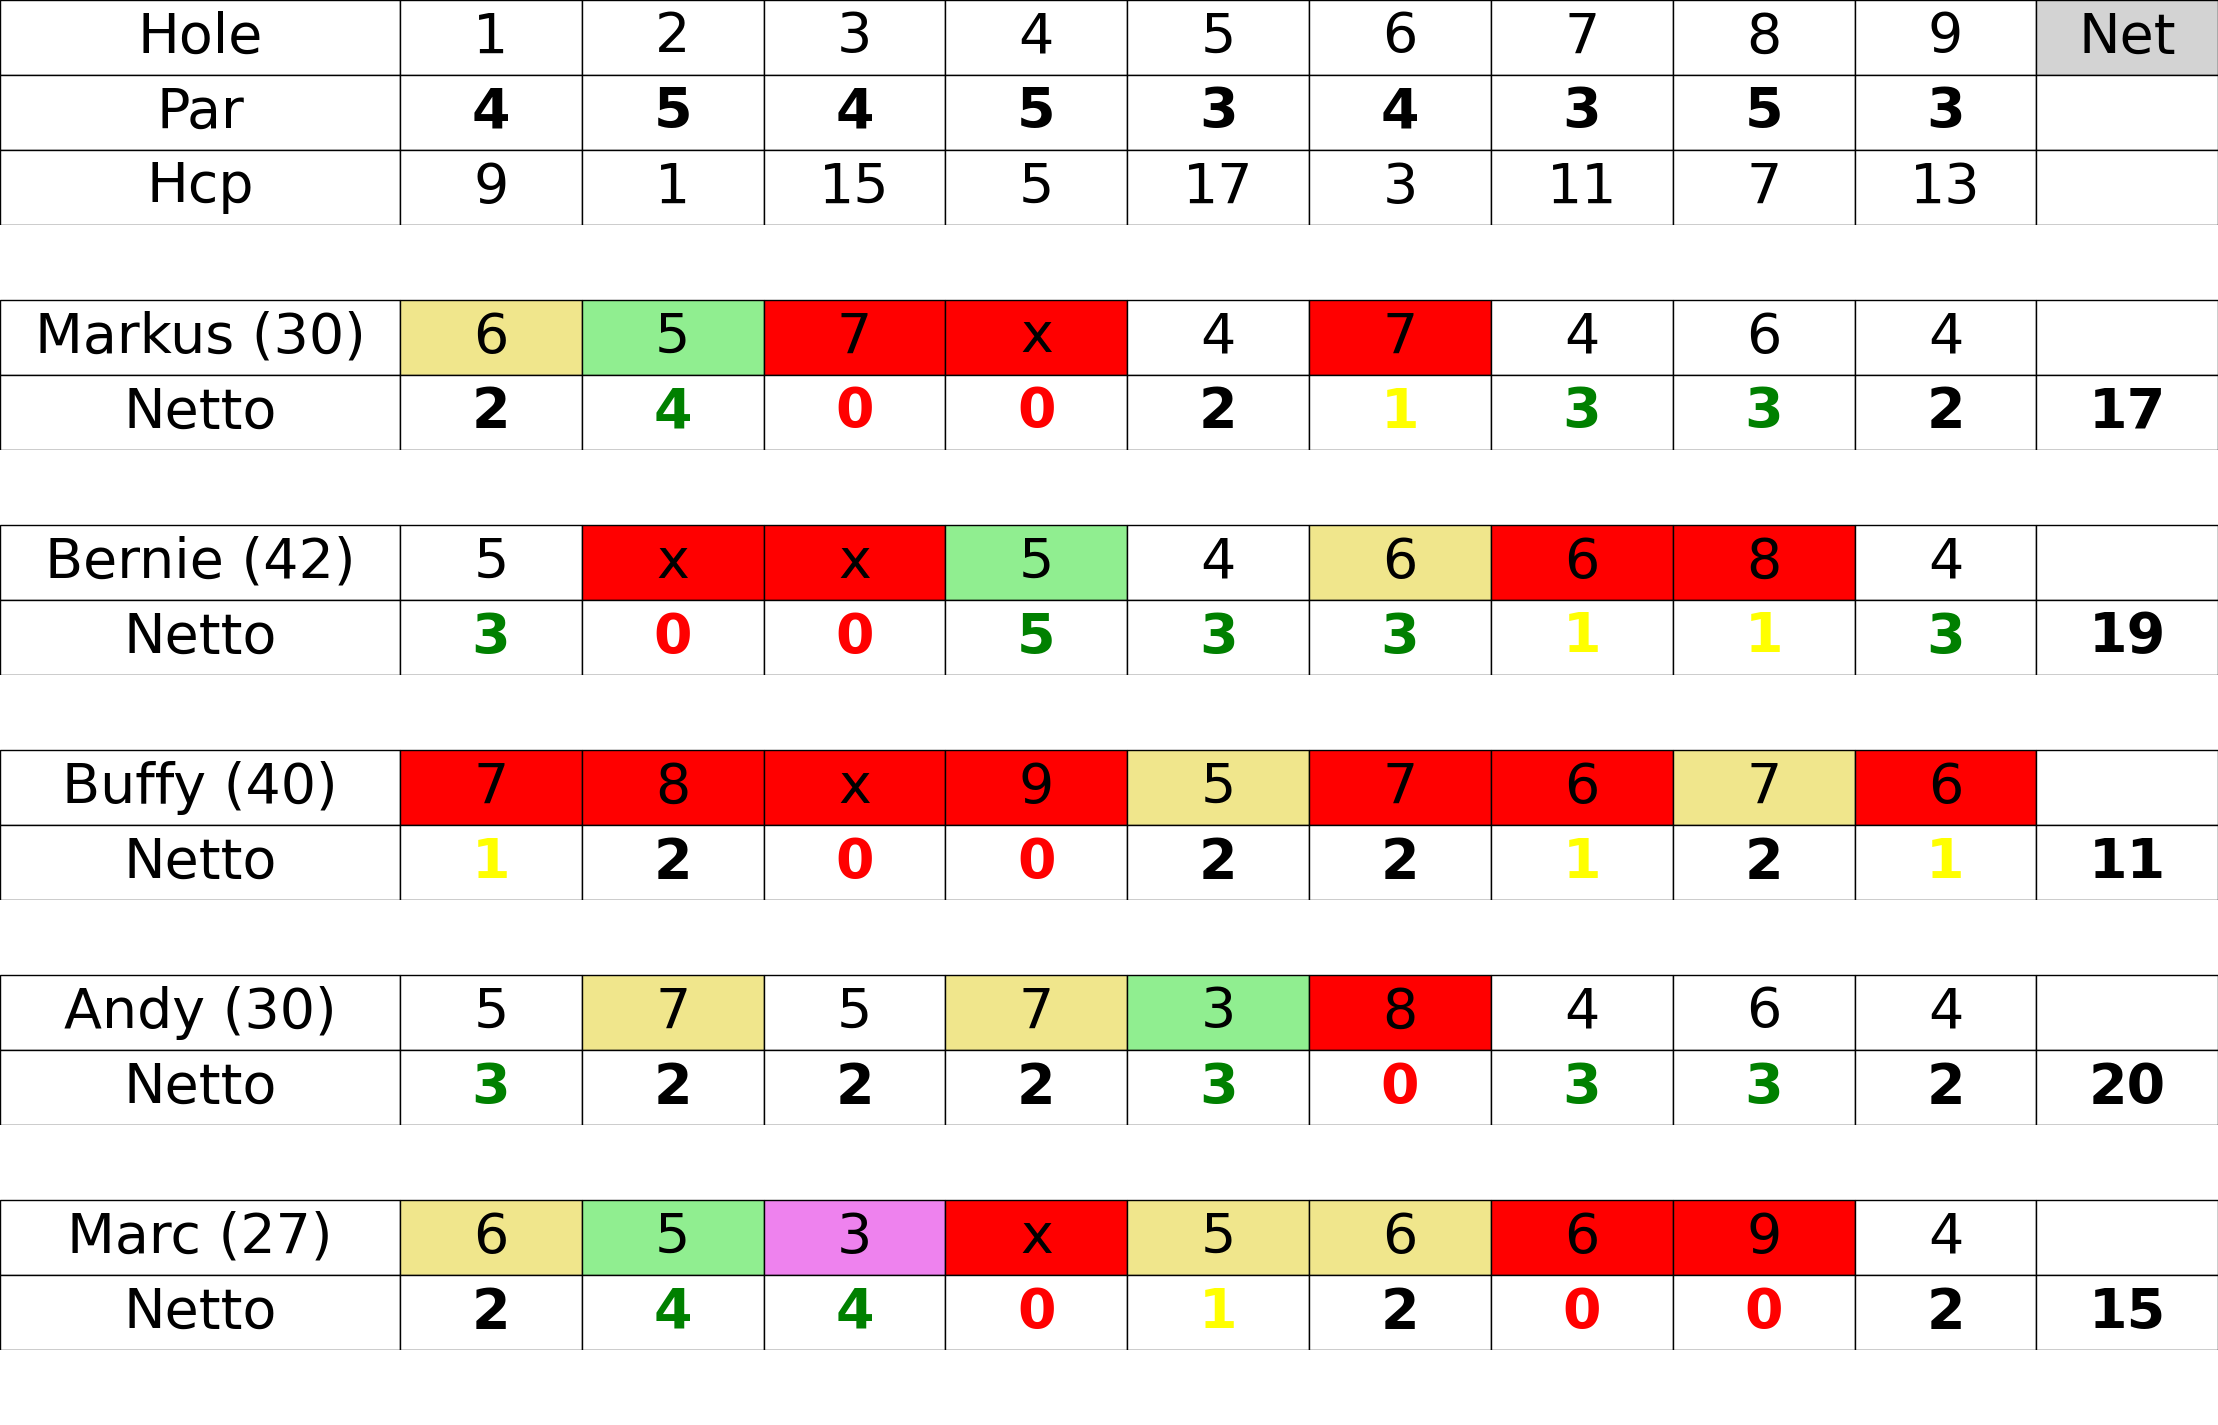 Hole 1 2 3 4 5 6 7 8 9 Net
Par 4 5 4 5 3 4 3 5 3
Hcp 9 1 15 5 17 3 11 7 13
Markus (30) 6 5 7 x 4 7 4 6 4
Netto 2 4 0 0 2 1 3 3 2 17
Bernie (42) 5 x x 5 4 6 6 8 4
Netto 3 0 0 5 3 3 1 1 3 19
Buffy (40) 7 8 x 9 5 7 6 7 6
Netto 1 2 0 0 2 2 1 2 1 11
Andy (30) 5 7 5 7 3 8 4 6 4
Netto 3 2 2 2 3 0 3 3 2 20
Marc (27) 6 5 3 x 5 6 6 9 4
Netto 2 4 4 0 1 2 0 0 2 15